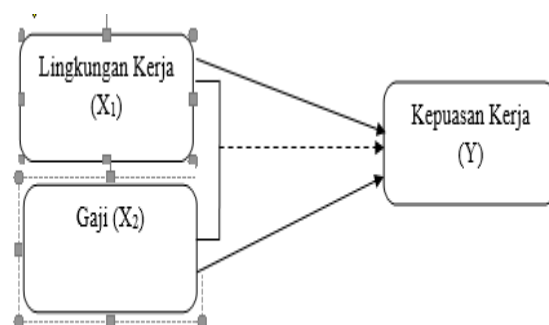 Lingkungan Kerja
(X₁)
Kepuasan Kerja
(Y)
Gaji (X₂)